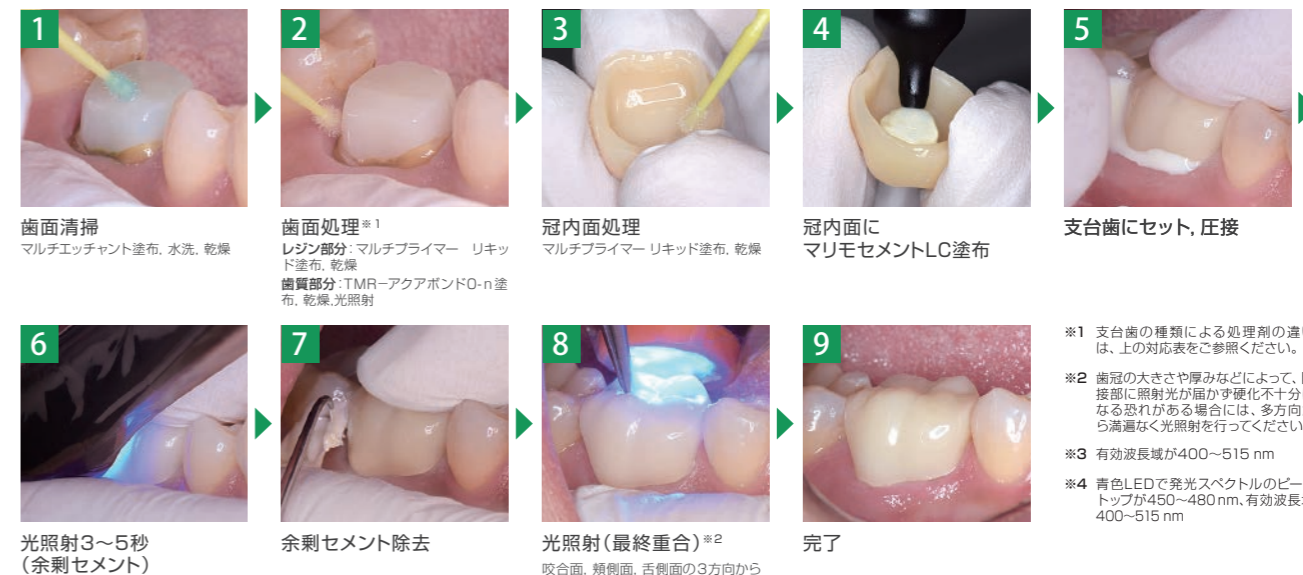 1
歯面清掃
マルチエッチャント塗布, 水洗, 乾燥
2
歯面処理※1
レジン部分：マルチプライマー リキッ
ド塗布, 乾燥
歯質部分：TMR−アクアボンド0-n塗
布, 乾燥,光照射
3
冠内面処理
マルチプライマー リキッド塗布, 乾燥
4
冠内面に
マリモセメントLC塗布
5
支台歯にセット, 圧接
6
光照射3〜5秒
（余剰セメント）
7
余剰セメント除去
8
光照射（最終重合）※2
咬合面, 頬側面, 舌側面の3方向から
9
完了
※1 支台歯の種類による処理剤の違
は、上の対応表をご参照ください。
※2 歯冠の大きさや厚みなどによって、
接部に照射光が届かず硬化不十分
なる恐れがある場合には、多方向
ら満遍なく光照射を行ってください
※3 有効波長域が400〜515 nm
※4 青色LEDで発光スペクトルのピー
トップが450〜480 nm、有効波長
400〜515 nm